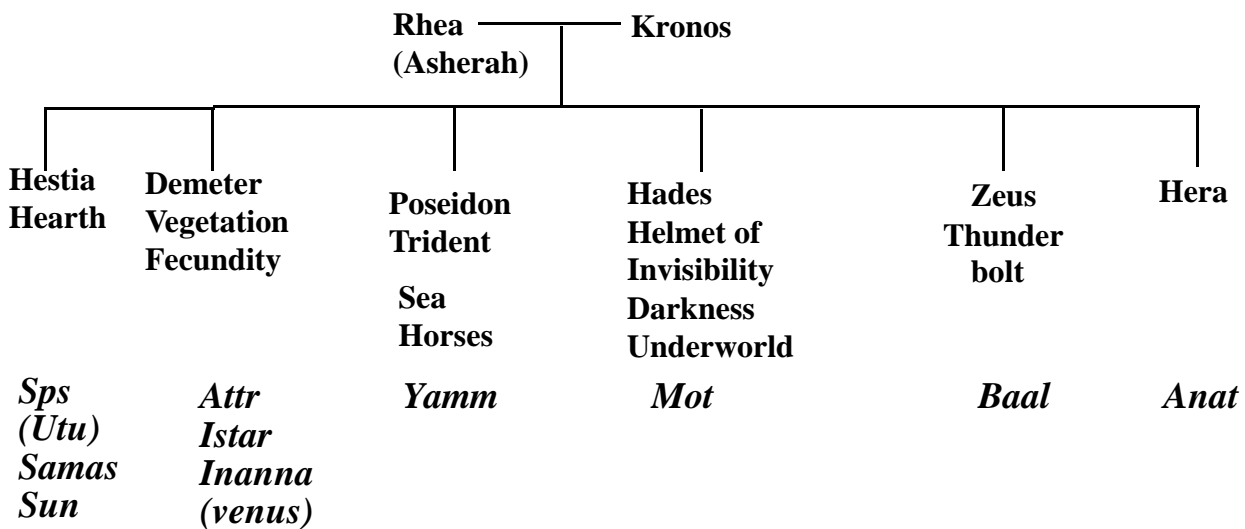 Rhea
(Asherah)
Kronos
Hestia
Hearth
Demeter
Vegetation
Fecundity
Poseidon
Trident
Sea
Horses
Hades
Helmet of
Invisibility
Darkness
Underworld
Zeus
Thunder
bolt
Hera
Sps
(Utu)
Samas
Sun
Attr
Istar
Inanna
(venus)
Yamm
Mot
Baal
Anat